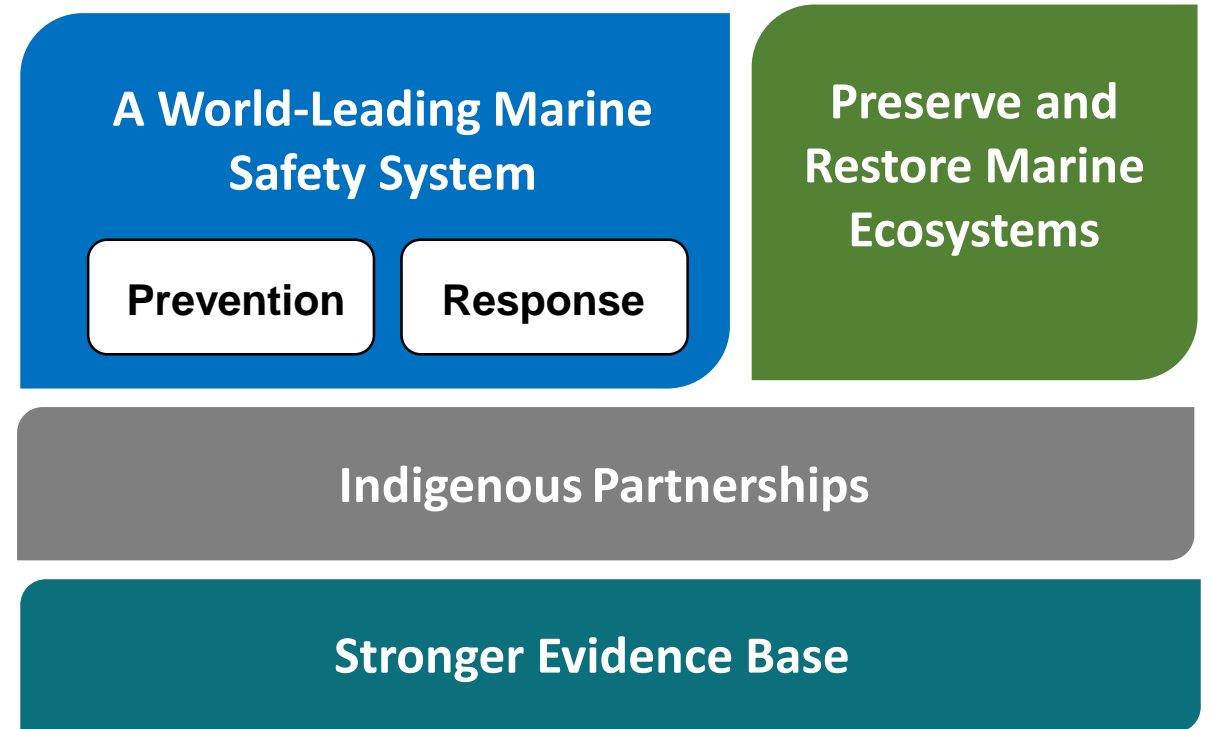 A World-Leading Marine
Safety System
Prevention
Response
Preserve and
Restore Marine
Ecosystems
Indigenous Partnerships
Stronger Evidence Base